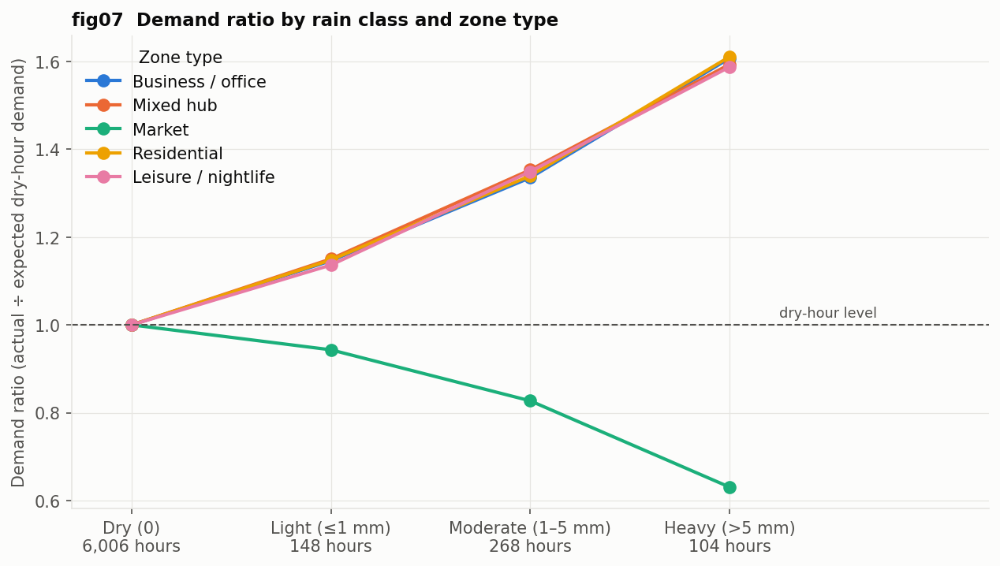 fig07  Demand ratio by rain class and zone type
Demand ratio (actual ÷ expected dry-hour demand)
1.6
1.4
1.2
1.0
0.8
0.6
Zone type
Business / office
Mixed hub
Market
Residential
Leisure / nightlife
dry-hour level
Dry (0)
6,006 hours
Light (≤1 mm)
148 hours
Moderate (1–5 mm)
268 hours
Heavy (>5 mm)
104 hours